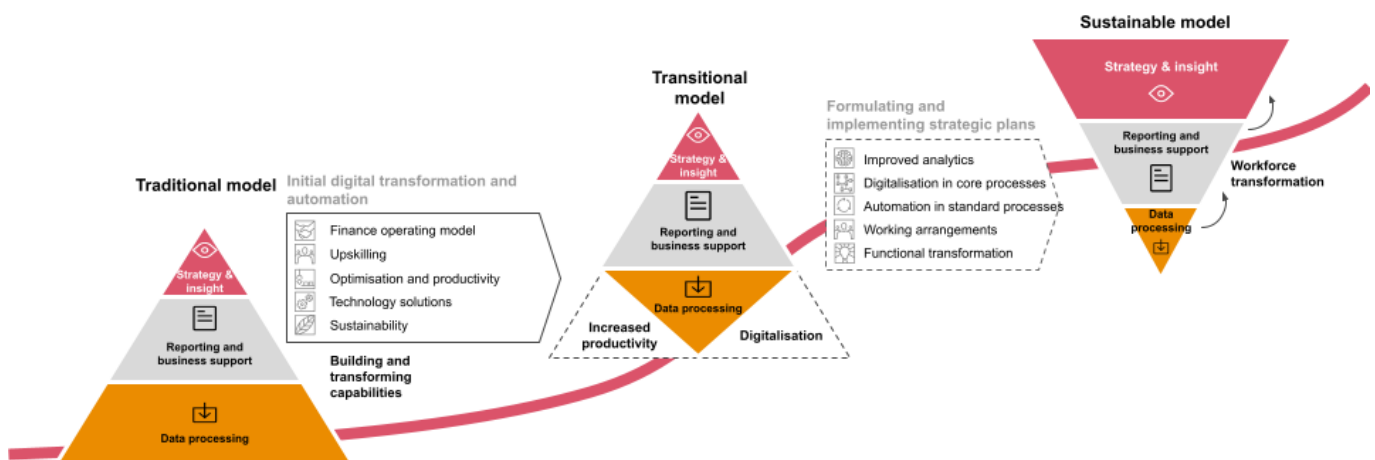 Traditional model
Strategy &
insight
Reporting and
business support
Data processing
Initial digital transformation and
automation
Finance operating model
Upskilling
Optimisation and productivity
Technology solutions
Sustainability
Building and
transforming
capabilities
Transitional
model
Strategy &
insight
Reporting and
business support
Data processing
Increased
productivity
Digitalisation
Formulating and
implementing strategic plans
Improved analytics
Digitalisation in core processes
Automation in standard processes
Working arrangements
Functional transformation
Sustainable model
Strategy & insight
Reporting and
business support
Data
processing
Workforce
transformation